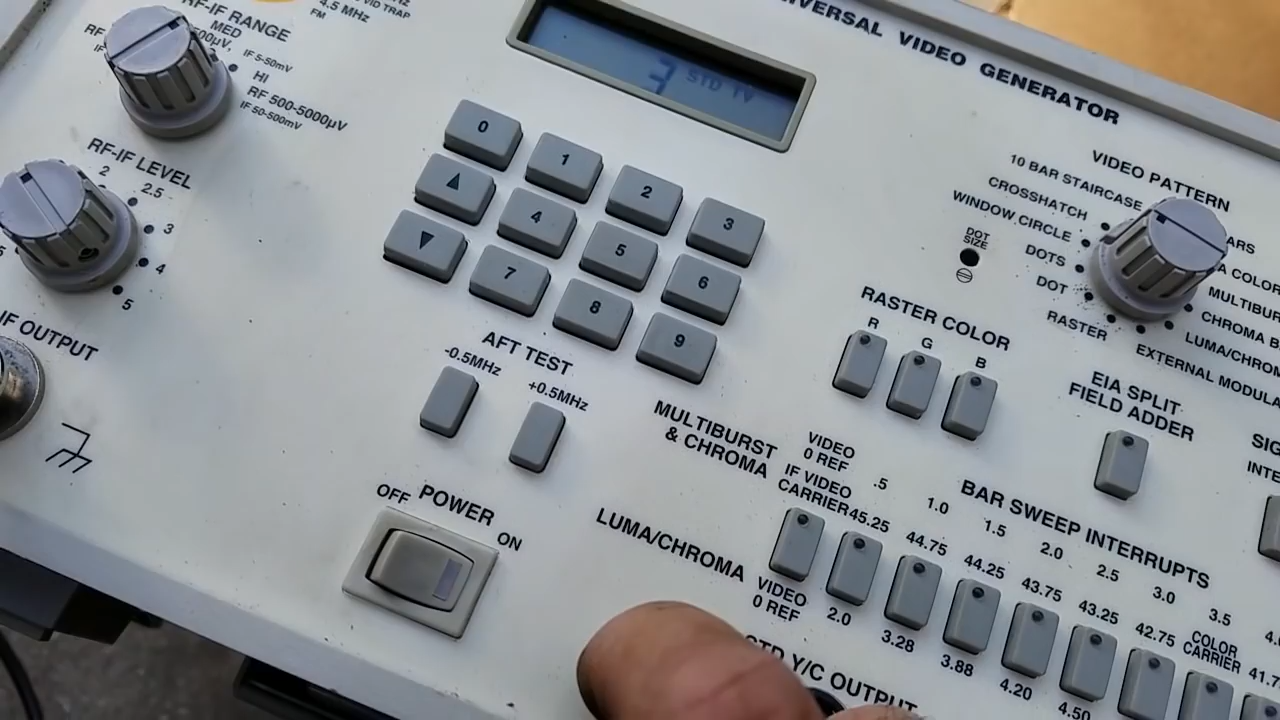 VID TRAP
4.5 MHz
FM
RF-IF RANGE
MED
IF 5-50mV
HI
RF 500-5000µV
IF 50-500mV
RF-IF LEVEL
2
2.5
3
4
5
IF OUTPUT
3 STD TV
UNIVERSAL VIDEO GENERATOR
0
1
2
3
▲
4
5
6
▼
7
8
9
AFT TEST
-0.5MHz
+0.5MHz
OFF POWER ON
VIDEO PATTERN
10 BAR STAIRCASE
CROSSHATCH
WINDOW CIRCLE
DOTS
DOT
RASTER
DOT
SIZE
EXTERNAL MODULA
LUMA/CHROM
CHROMA B
MULTIBUR
A COLOR
ARS
RASTER COLOR
R
G
B
EIA SPLIT
FIELD ADDER
SIG
INTE
MULTIBURST
& CHROMA
VIDEO
0 REF
.5
1.0
1.5
2.0
2.5
3.0
3.5
BAR SWEEP INTERRUPTS
IF VIDEO
CARRIER
45.25
44.75
44.25
43.75
43.25
42.75
COLOR
CARRIER
41.7
LUMA/CHROMA
VIDEO
0 REF
2.0
3.28
3.88
4.20
4.50
STD Y/C OUTPUT